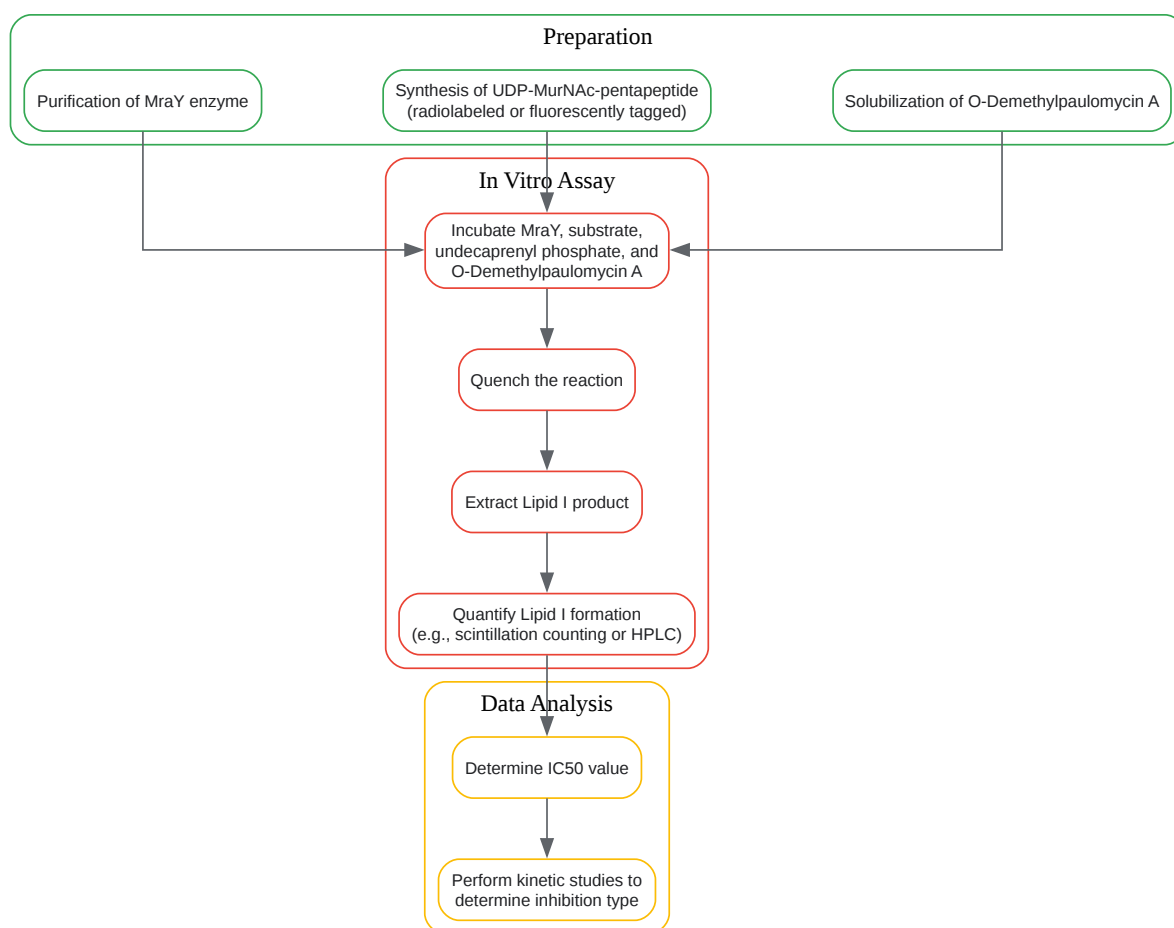 Preparation
Purification of MraY enzyme
Synthesis of UDP-MurNAc-pentapeptide
(radiolabeled or fluorescently tagged)
Solubilization of O-Demethylpaulomycin A
In Vitro Assay
Incubate MraY, substrate,
undecaprenyl phosphate, and
O-Demethylpaulomycin A
Quench the reaction
Extract Lipid I product
Quantify Lipid I formation
(e.g., scintillation counting or HPLC)
Data Analysis
Determine IC50 value
Perform kinetic studies to
determine inhibition type